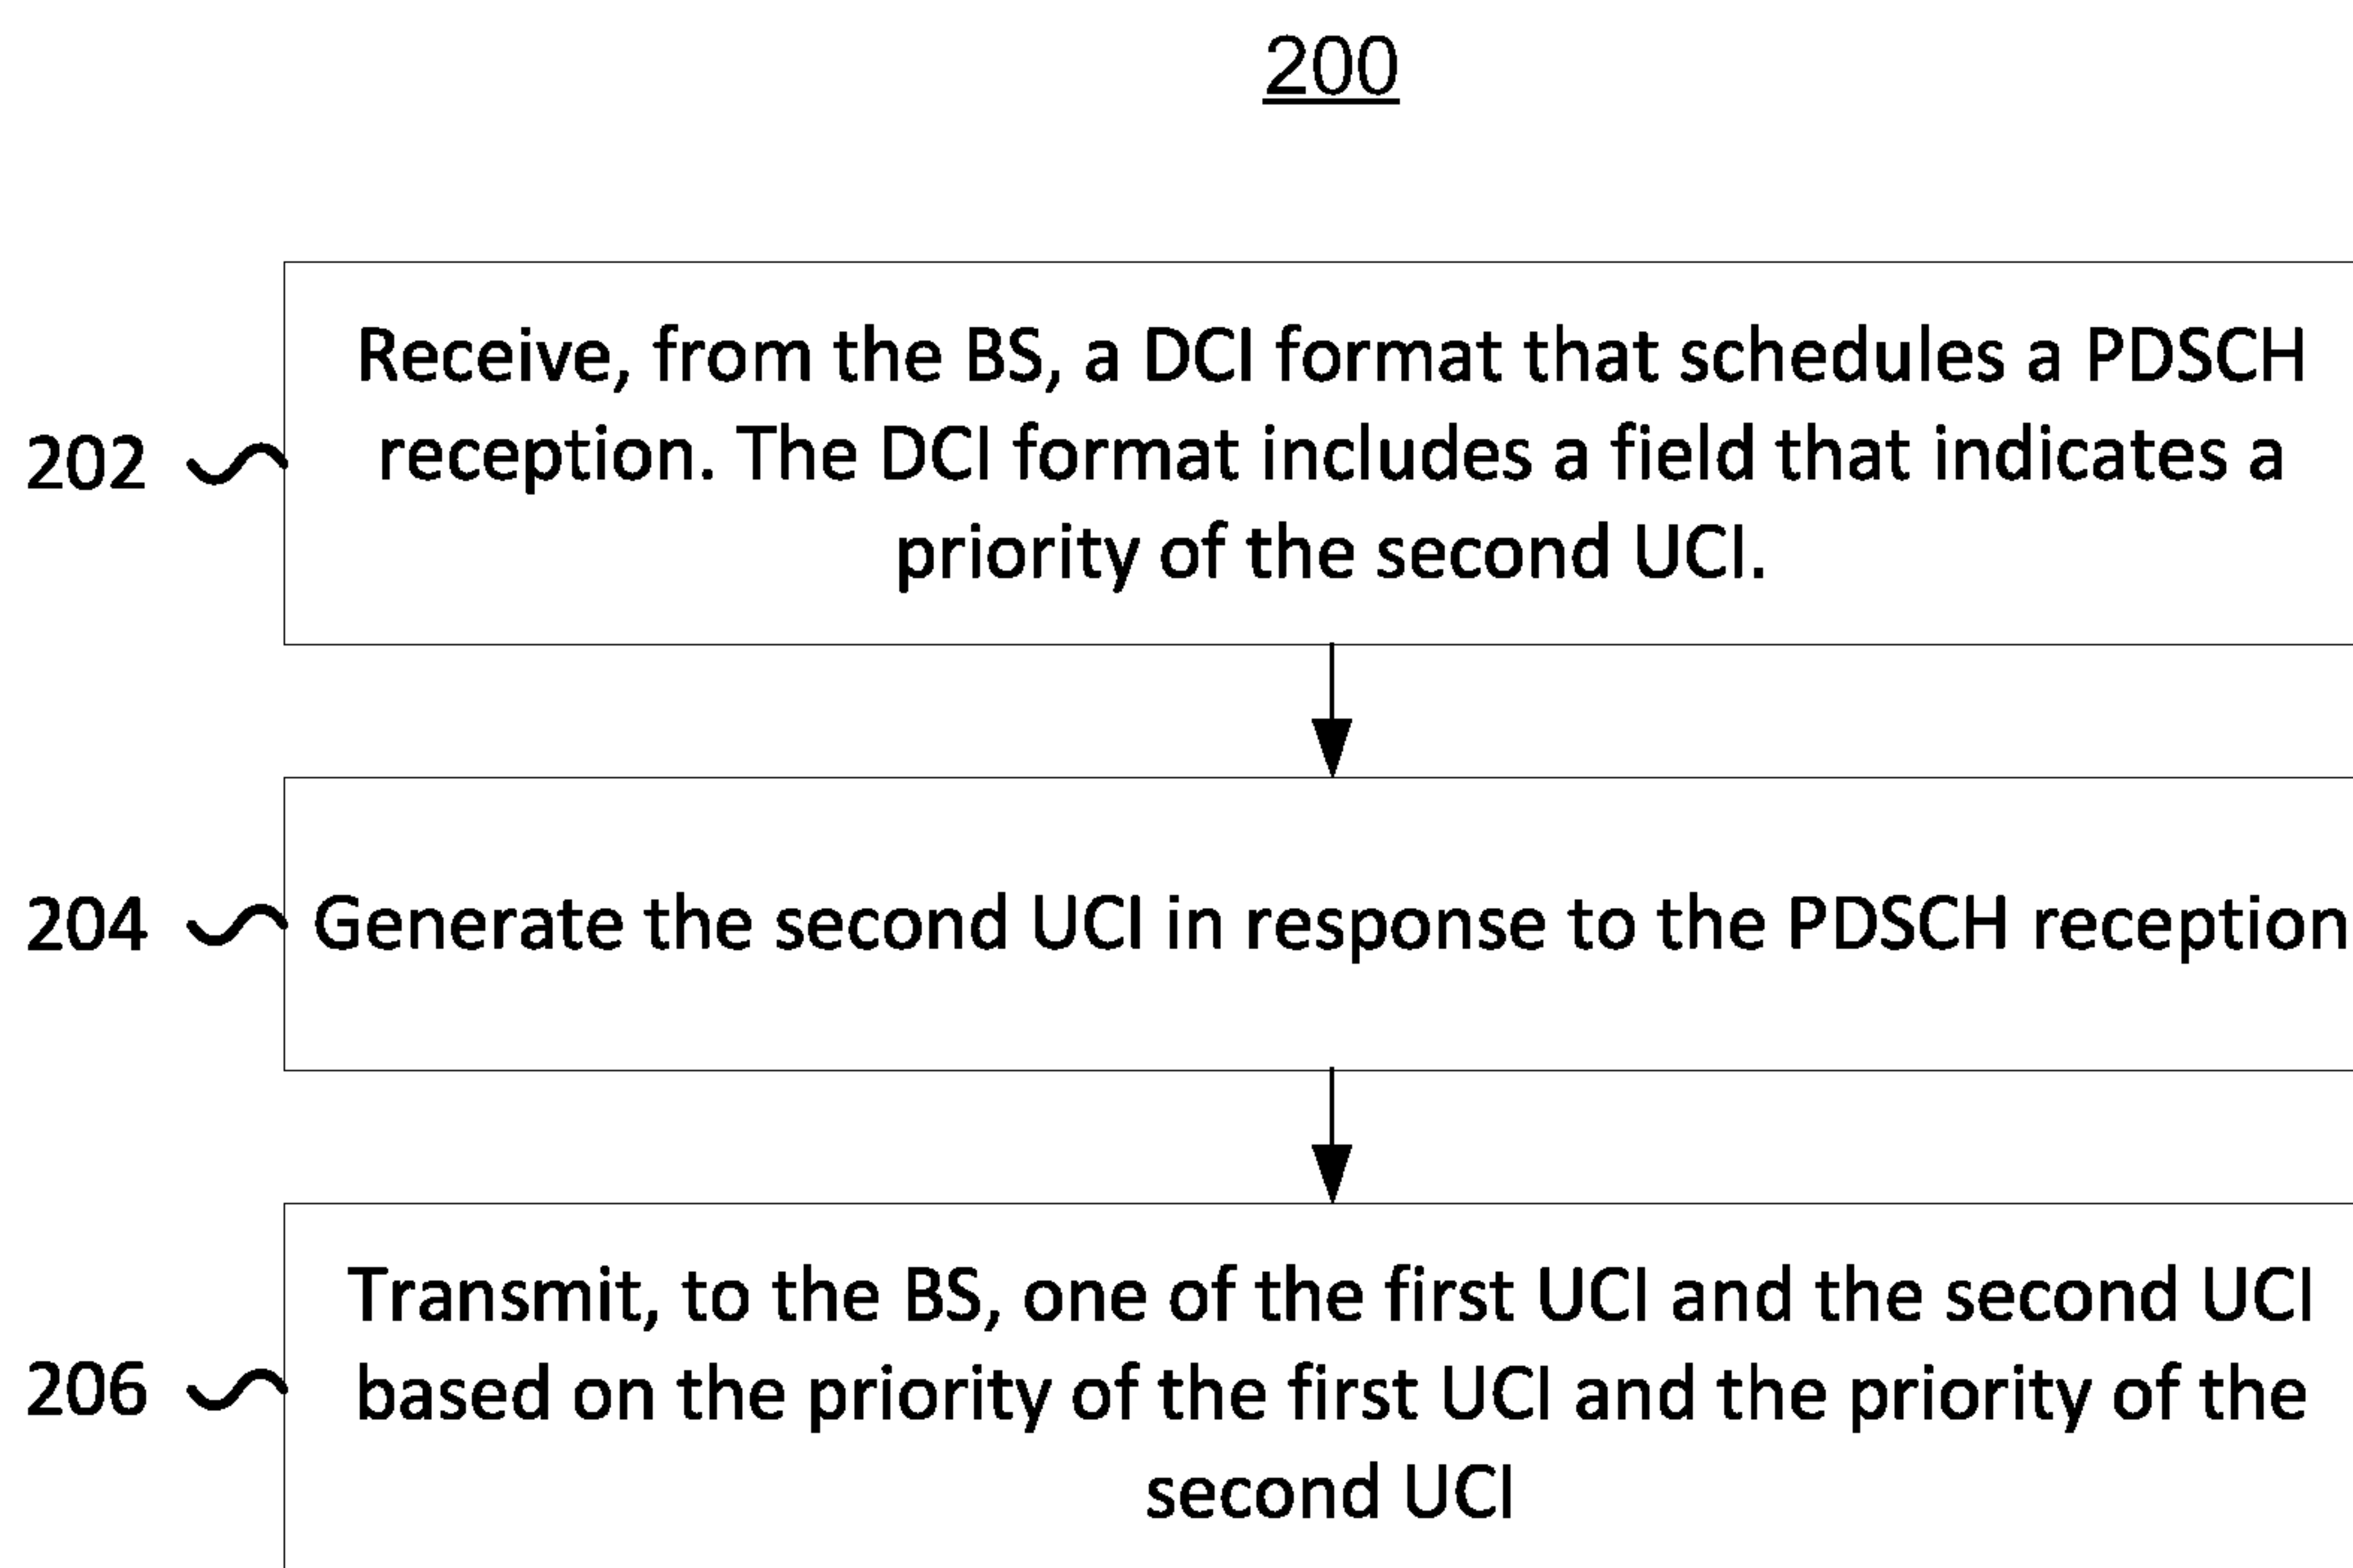 200
Receive, from the BS, a DCI format that schedules a PDSCH
reception. The DCI format includes a field that indicates a
priority of the second UCI.
202
204
Generate the second UCI in response to the PDSCH reception
Transmit, to the BS, one of the first UCI and the second UCI
based on the priority of the first UCI and the priority of the
second UCI
206